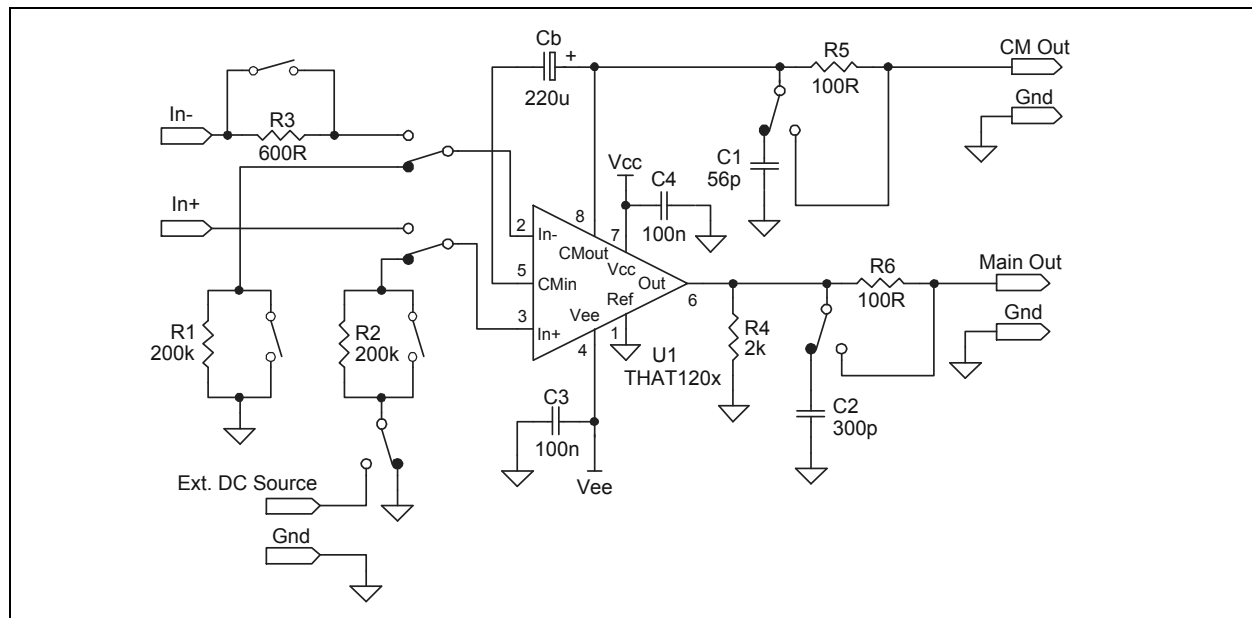 Cb
+
220u
R5
100R
CM Out
Gnd
In-
R3
600R
C1
56p
Vcc
C4
100n
In+
2
In-
8
CMout
7
Vcc
5
CMin
Out
6
3
In+
Ref
Vee
1
4
U1
THAT120x
R6
100R
Main Out
Gnd
R4
2k
R1
200k
R2
200k
C3
100n
Vee
C2
300p
Ext. DC Source
Gnd